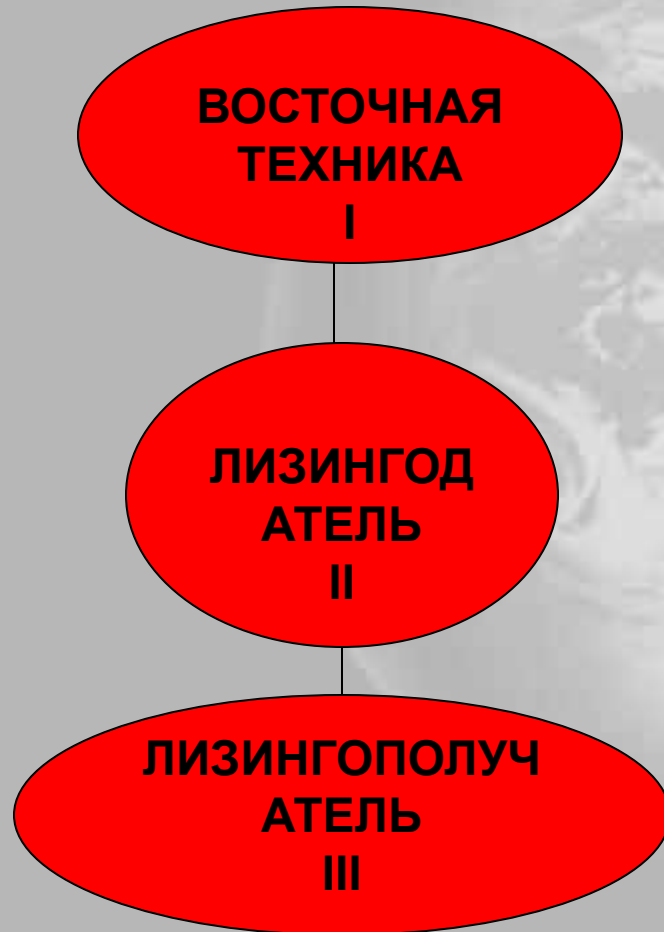 ВОСТОЧНАЯ
ТЕХНИКА
I
ЛИЗИНГОД
АТЕЛЬ
II
ЛИЗИНГОПОЛУЧ
АТЕЛЬ
III